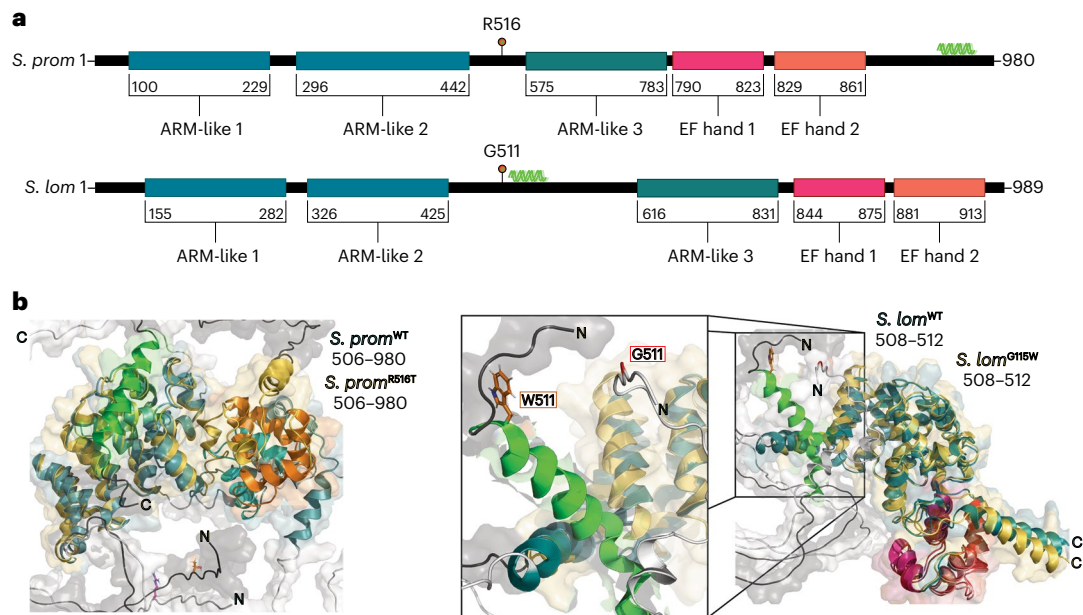 a
R516
S. prom 1
980
100 229 296 442 575 783 790 823 829 861
ARM-like 1 ARM-like 2 ARM-like 3 EF hand 1 EF hand 2
G511
S. lom 1
989
155 282 326 425 616 831 844 875 881 913
ARM-like 1 ARM-like 2 ARM-like 3 EF hand 1 EF hand 2
b
C
S. promWT
506–980
S. promR516T
506–980
C
N
N
N
G511
W511
N
S. lomWT
508–512
S. lomG115W
508–512
N
N
C
C